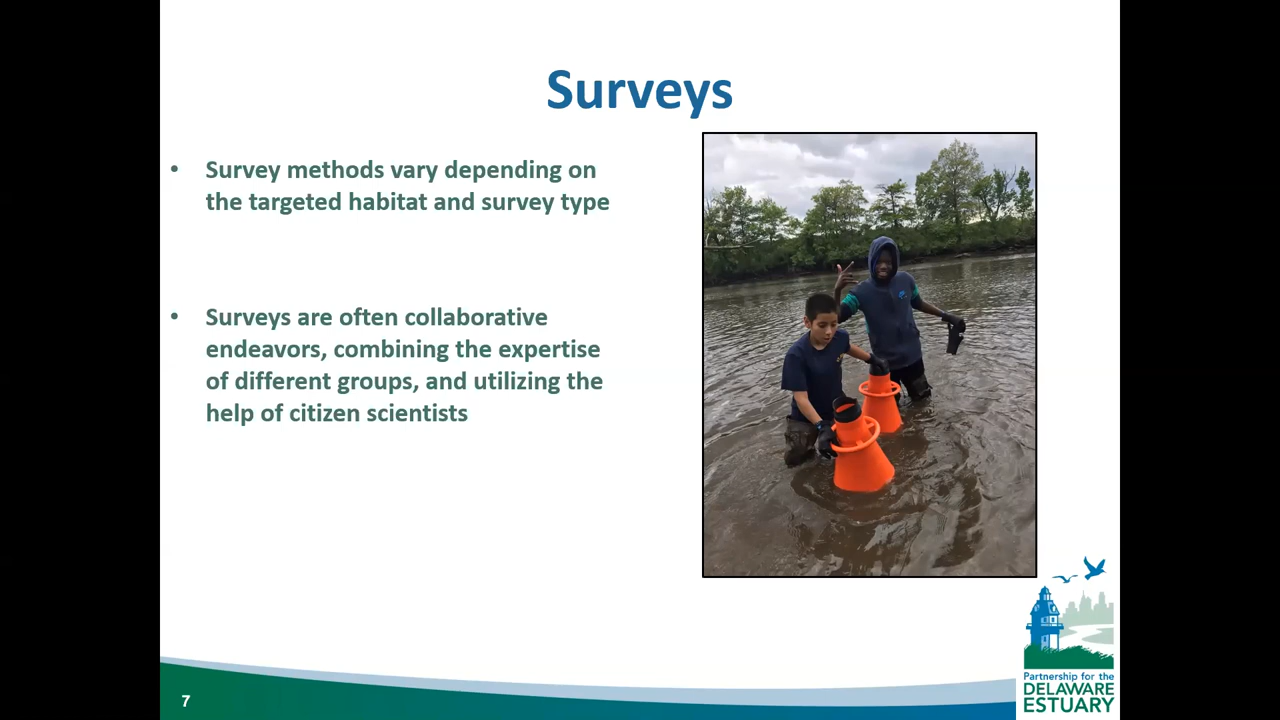 Surveys
• Survey methods vary depending on
the targeted habitat and survey type
• Surveys are often collaborative
endeavors, combining the expertise
of different groups, and utilizing the
help of citizen scientists
7
Partnership for the
DELAWARE
ESTUARY